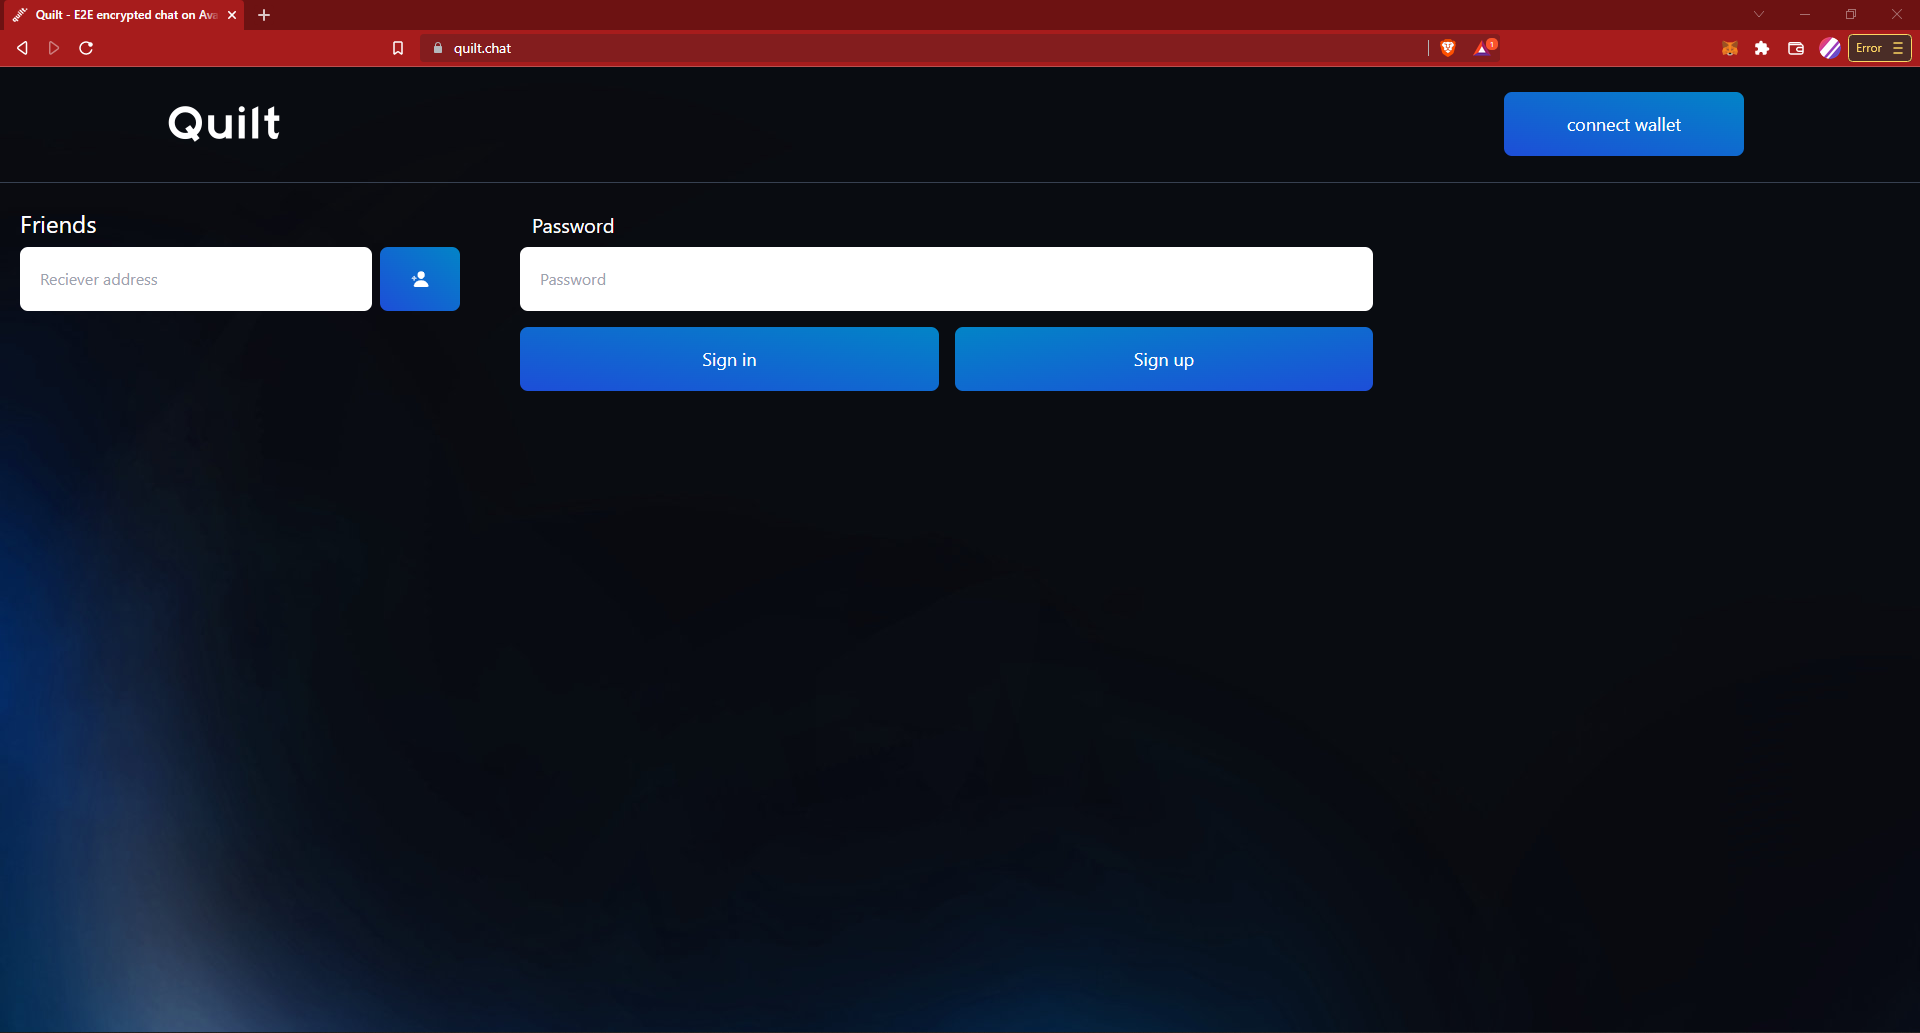 Quilt - E2E encrypted chat on Ava
quilt.chat
1
Error
Quilt
connect wallet
Friends
Password
Reciever address
Password
Sign in
Sign up